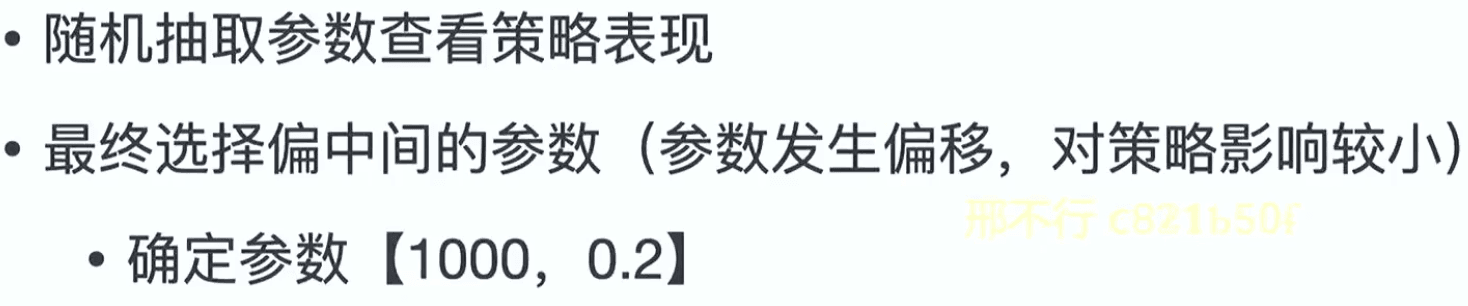 • 随机抽取参数查看策略表现
• 最终选择偏中间的参数（参数发生偏移，对策略影响较小）
邢不行 c821b50f
• 确定参数【1000，0.2】